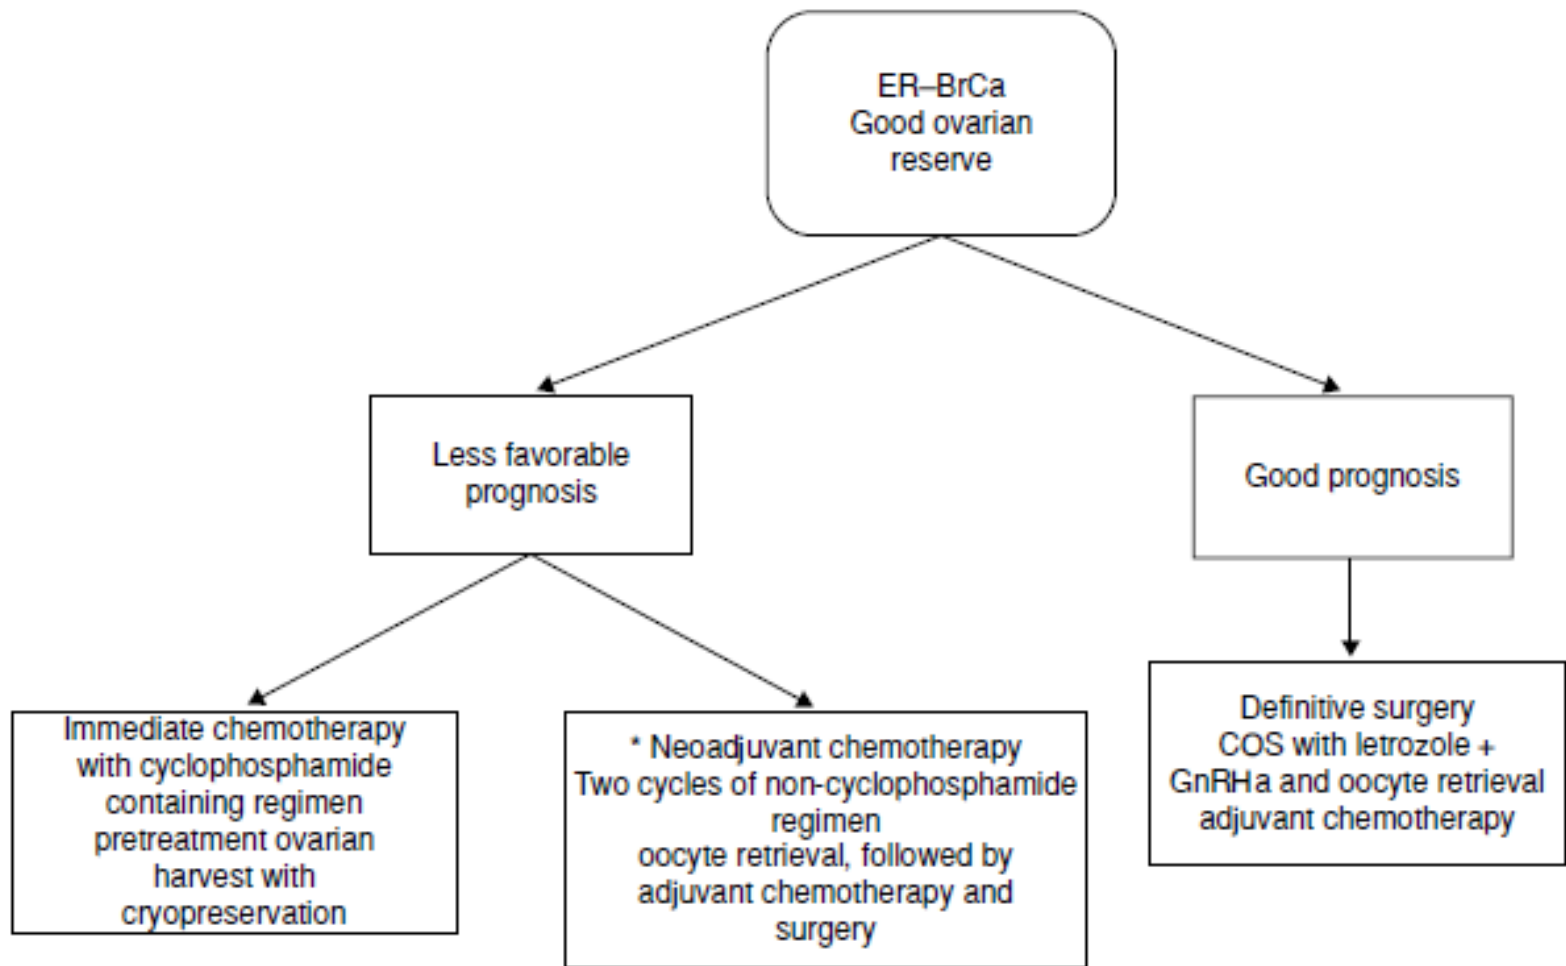 ER–BrCa
Good ovarian
reserve
Less favorable
prognosis
Good prognosis
Immediate chemotherapy
with cyclophosphamide
containing regimen
pretreatment ovarian
harvest with
cryopreservation
* Neoadjuvant chemotherapy
Two cycles of non-cyclophosphamide
regimen
oocyte retrieval, followed by
adjuvant chemotherapy and
surgery
Definitive surgery
COS with letrozole +
GnRHa and oocyte retrieval
adjuvant chemotherapy